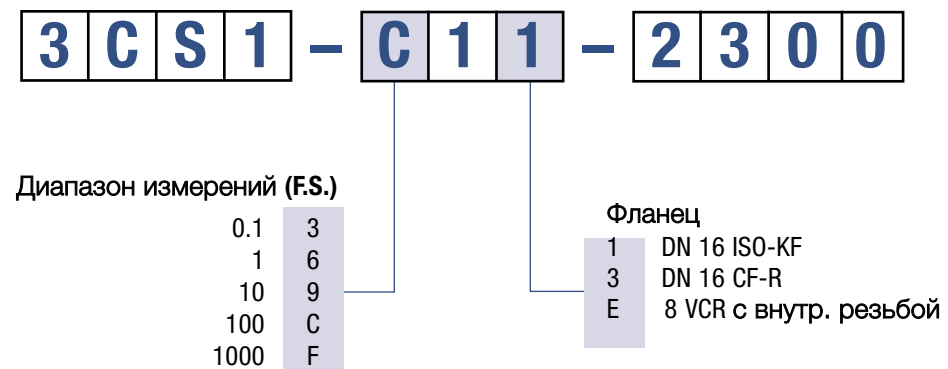 3CS1 – C11 – 2300
Диапазон измерений (F.S.)
0.1 3
1 6
10 9
100 C
1000 F
Фланец
1 DN 16 ISO-KF
3 DN 16 CF-R
E 8 VCR с внутр. резьбой